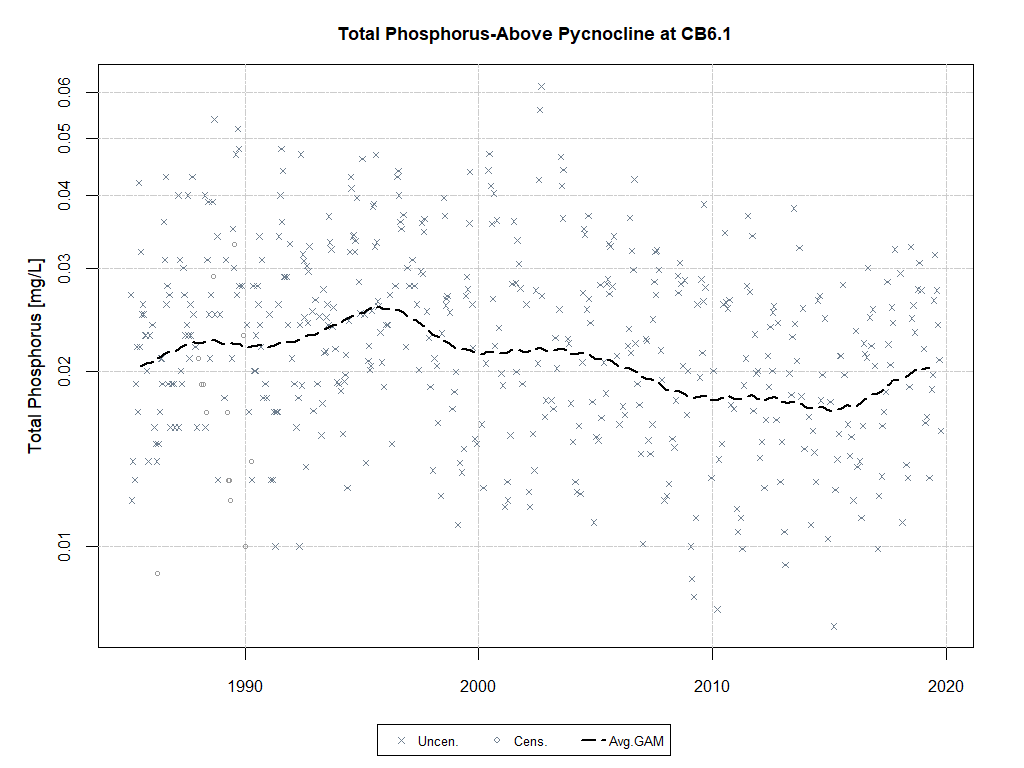 Total Phosphorus-Above Pycnocline at CB6.1
Total Phosphorus [mg/L]
0.06
0.05
0.04
0.03
0.02
0.01
1990 2000 2010 2020
Uncen. Cens. Avg.GAM